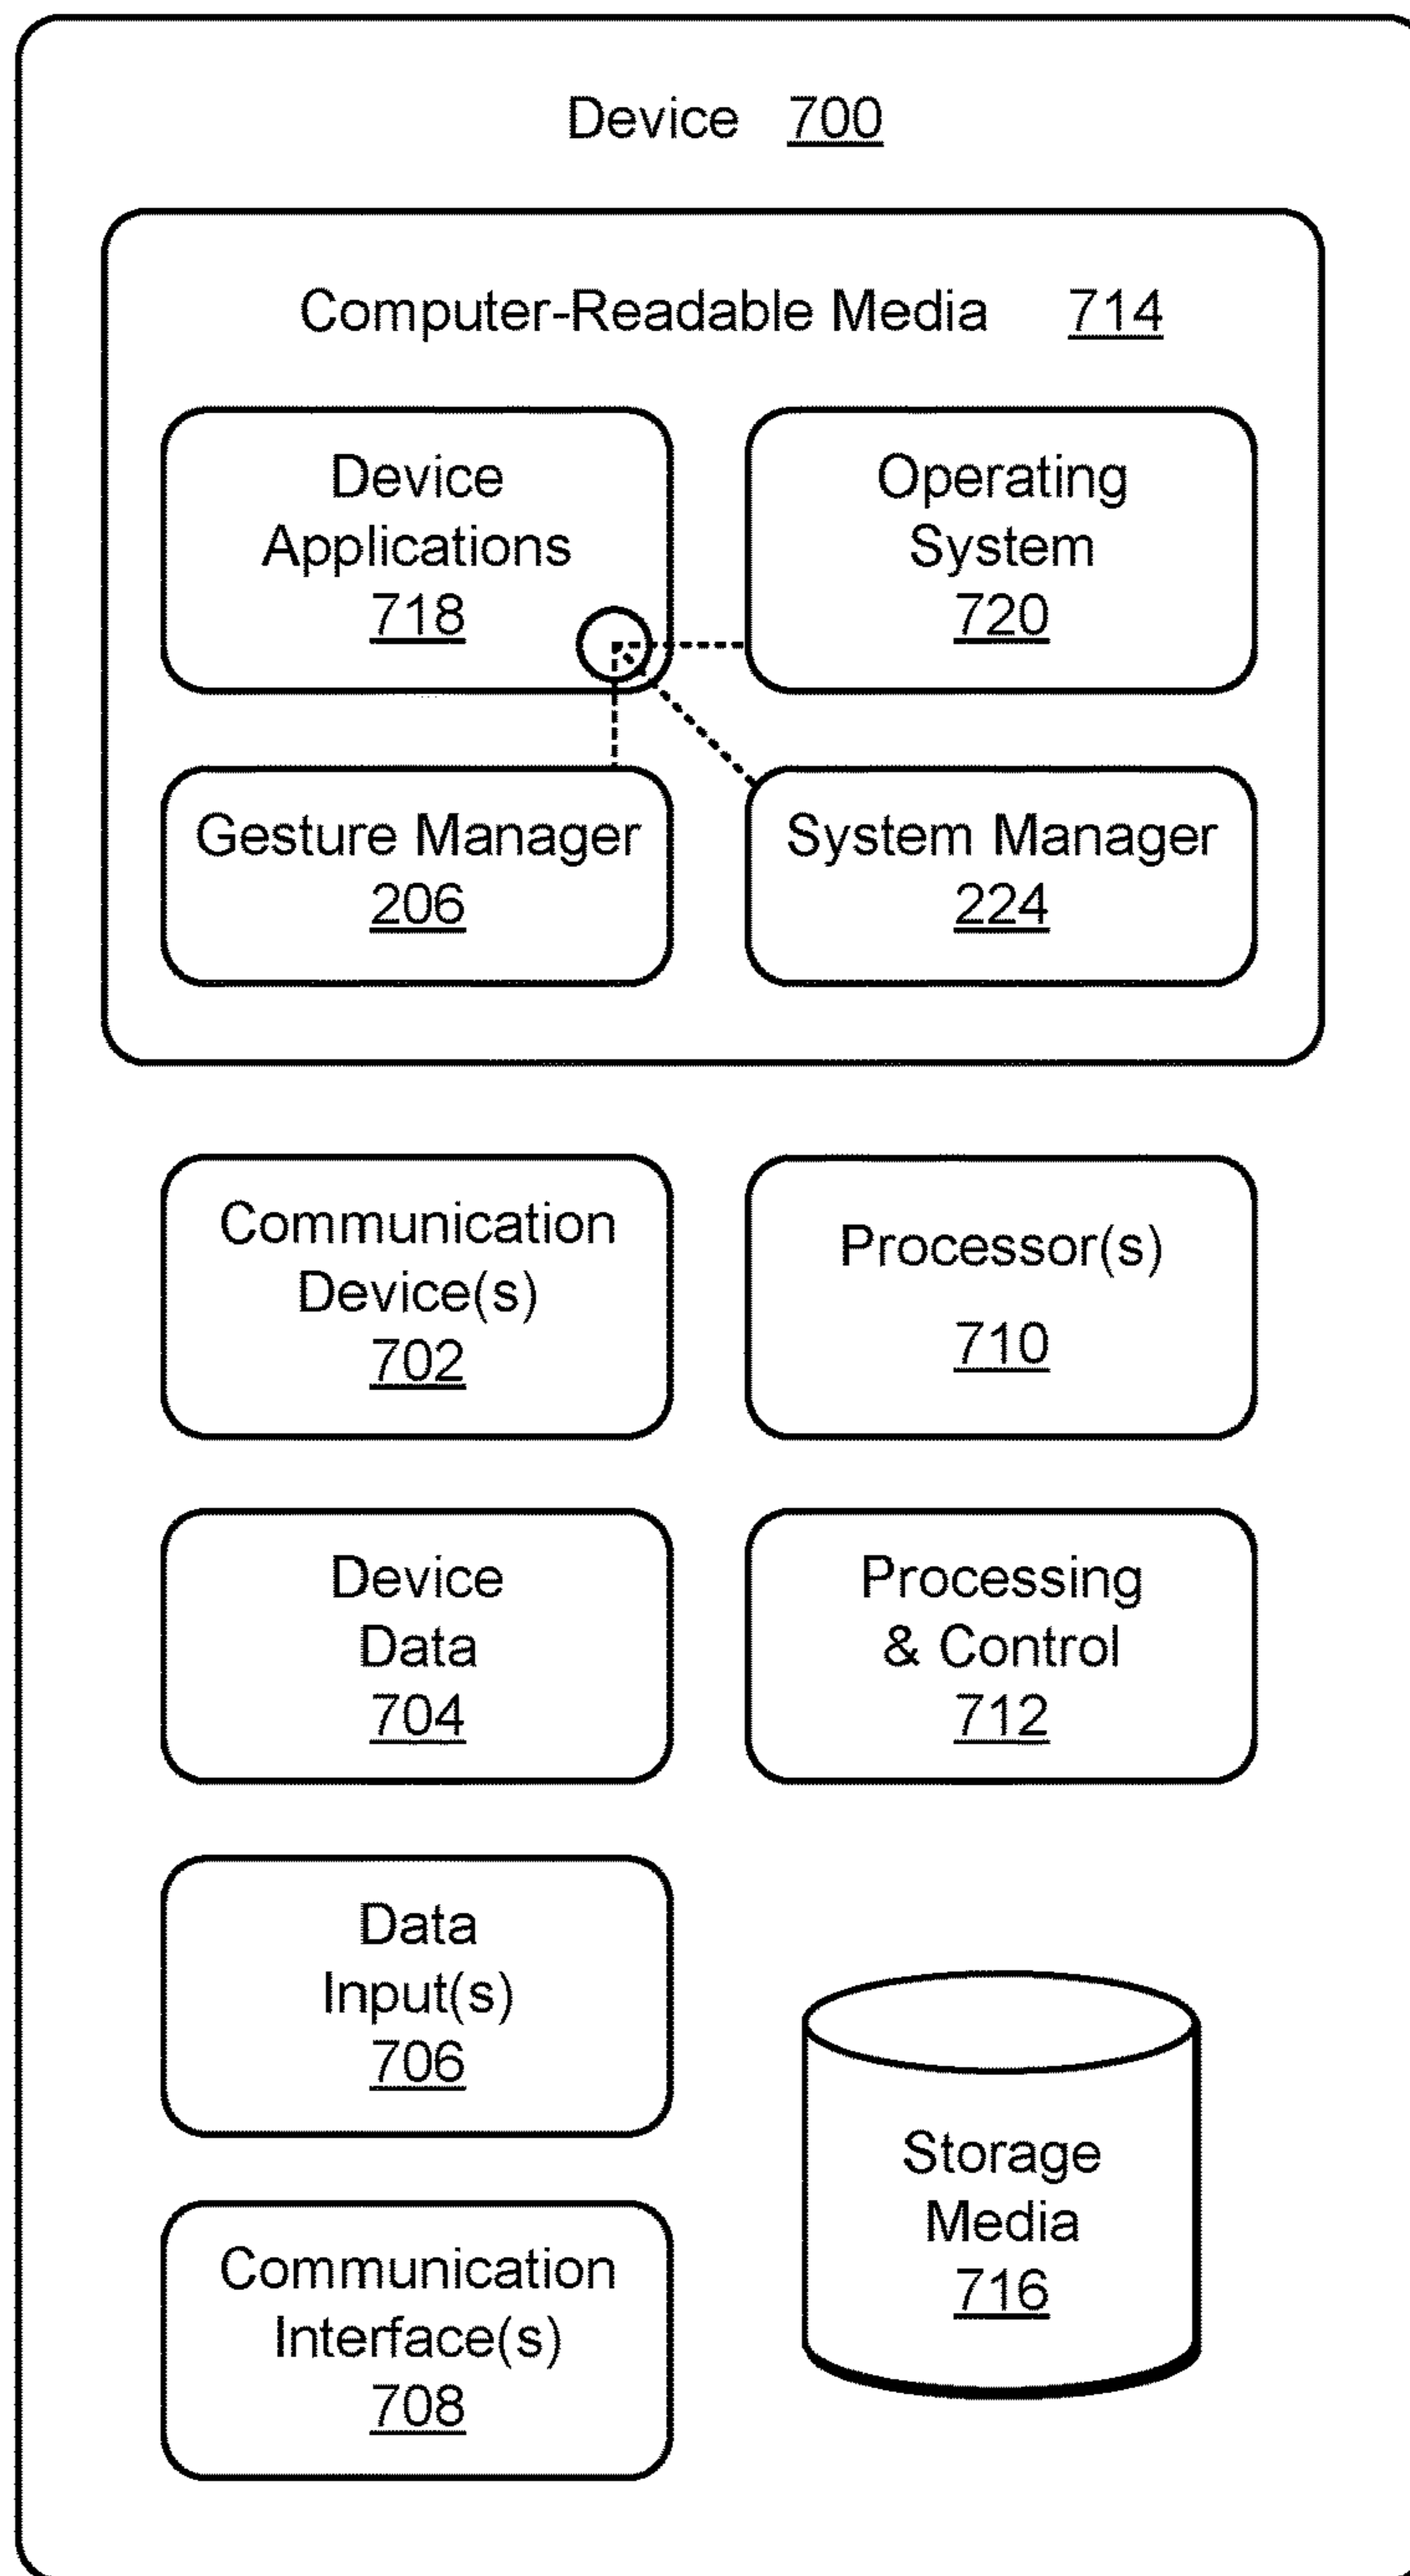 Device 700
Computer-Readable Media 714
Device
Applications
718
Operating
System
720
Gesture Manager
206
System Manager
224
Communication
Device(s)
702
Processor(s)
710
Device
Data
704
Processing
& Control
712
Data
Input(s)
706
Storage
Media
716
Communication
Interface(s)
708